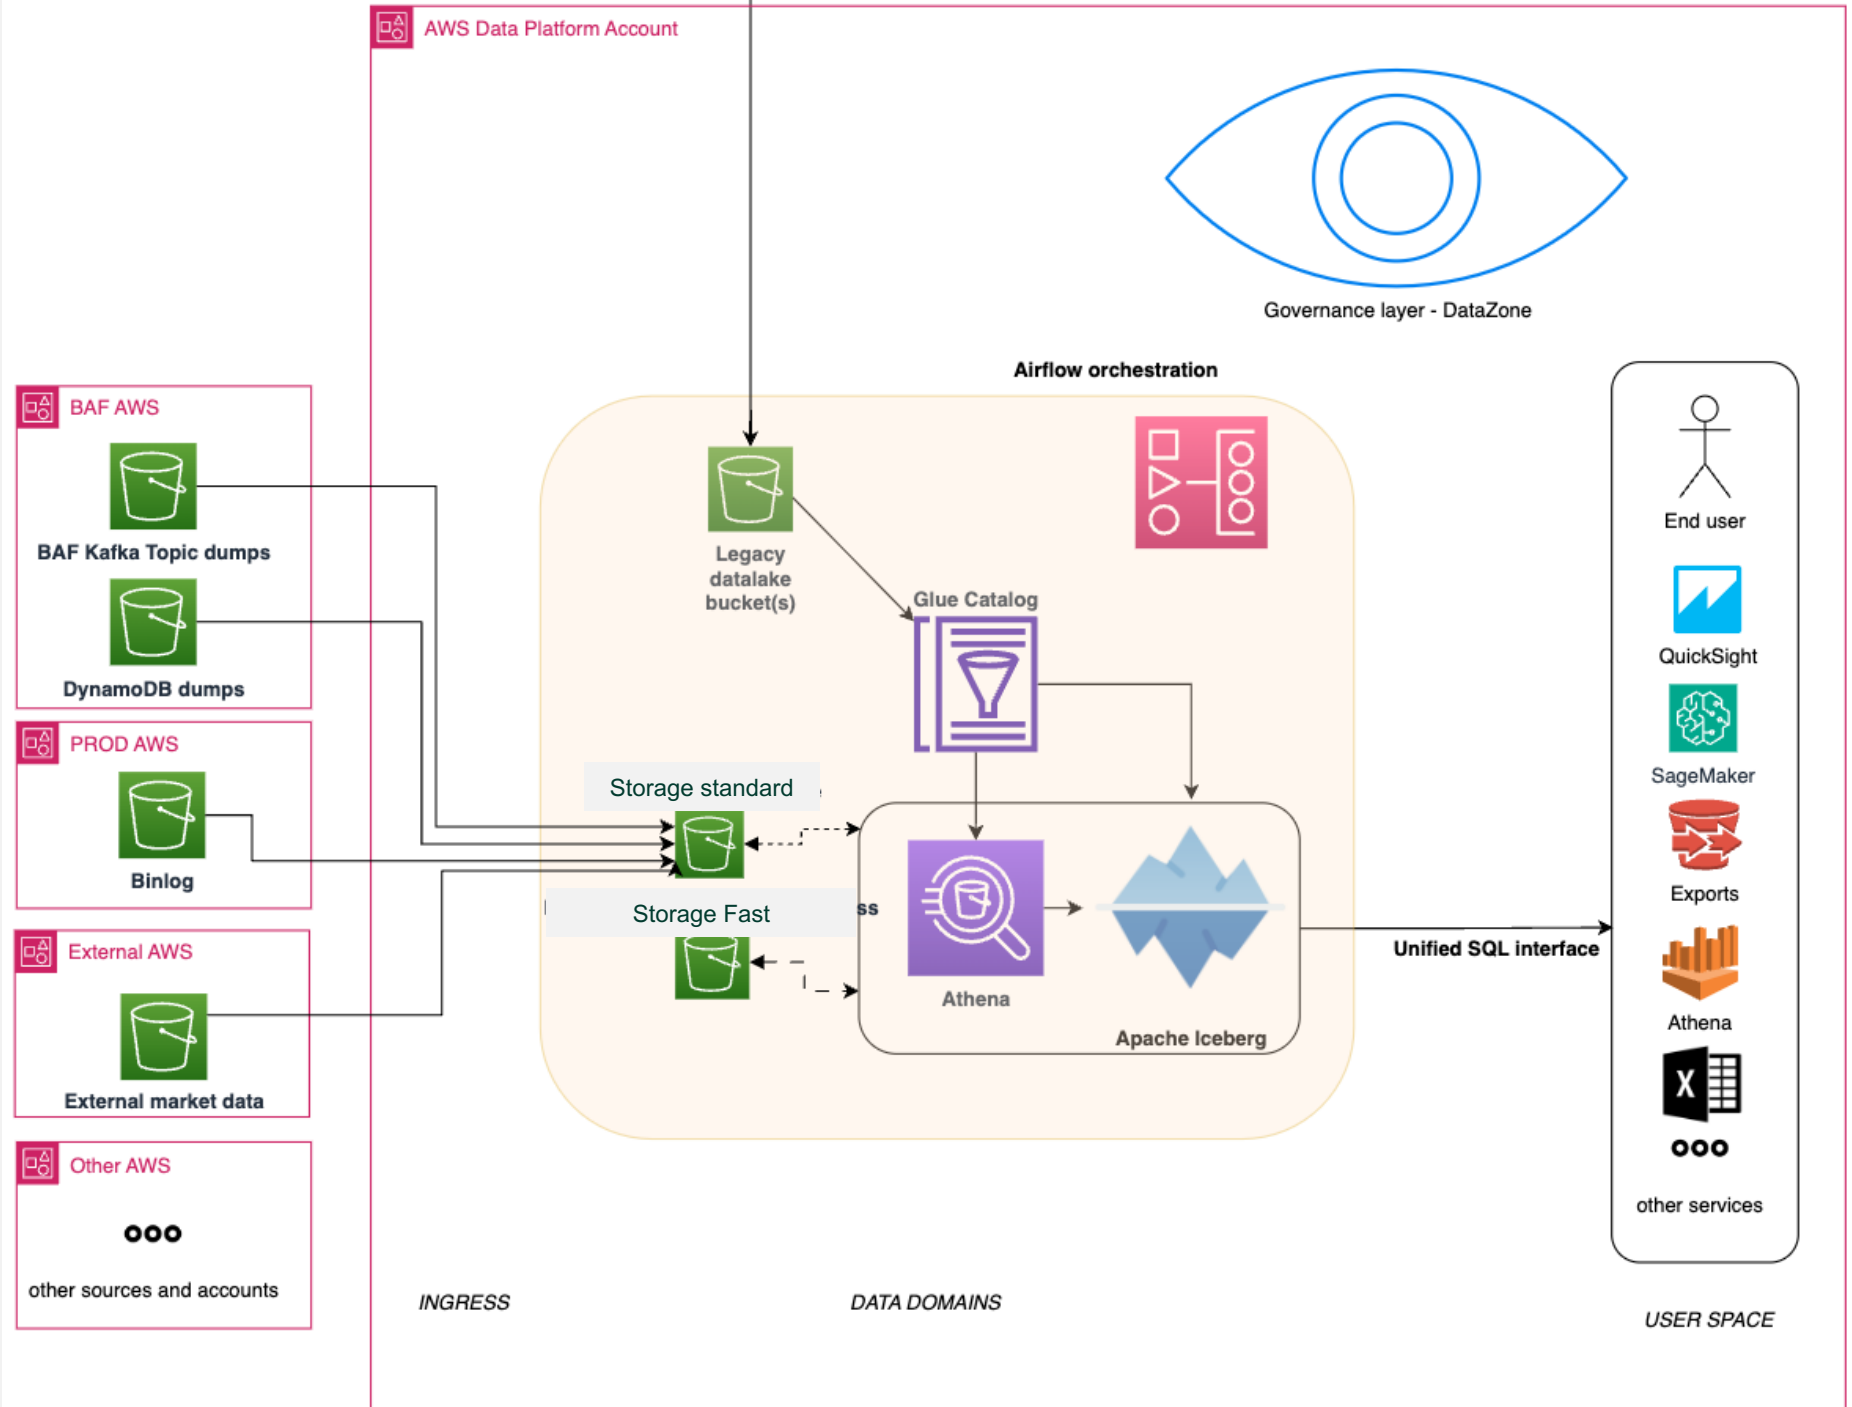 AWS Data Platform Account
Governance layer - DataZone
Airflow orchestration
BAF AWS
BAF Kafka Topic dumps
DynamoDB dumps
PROD AWS
Binlog
External AWS
External market data
Other AWS
other sources and accounts
Legacy
datalake
bucket(s)
Glue Catalog
Storage standard
Storage Fast
ss
Athena
Apache Iceberg
Unified SQL interface
End user
QuickSight
SageMaker
Exports
Athena
X
other services
INGRESS
DATA DOMAINS
USER SPACE